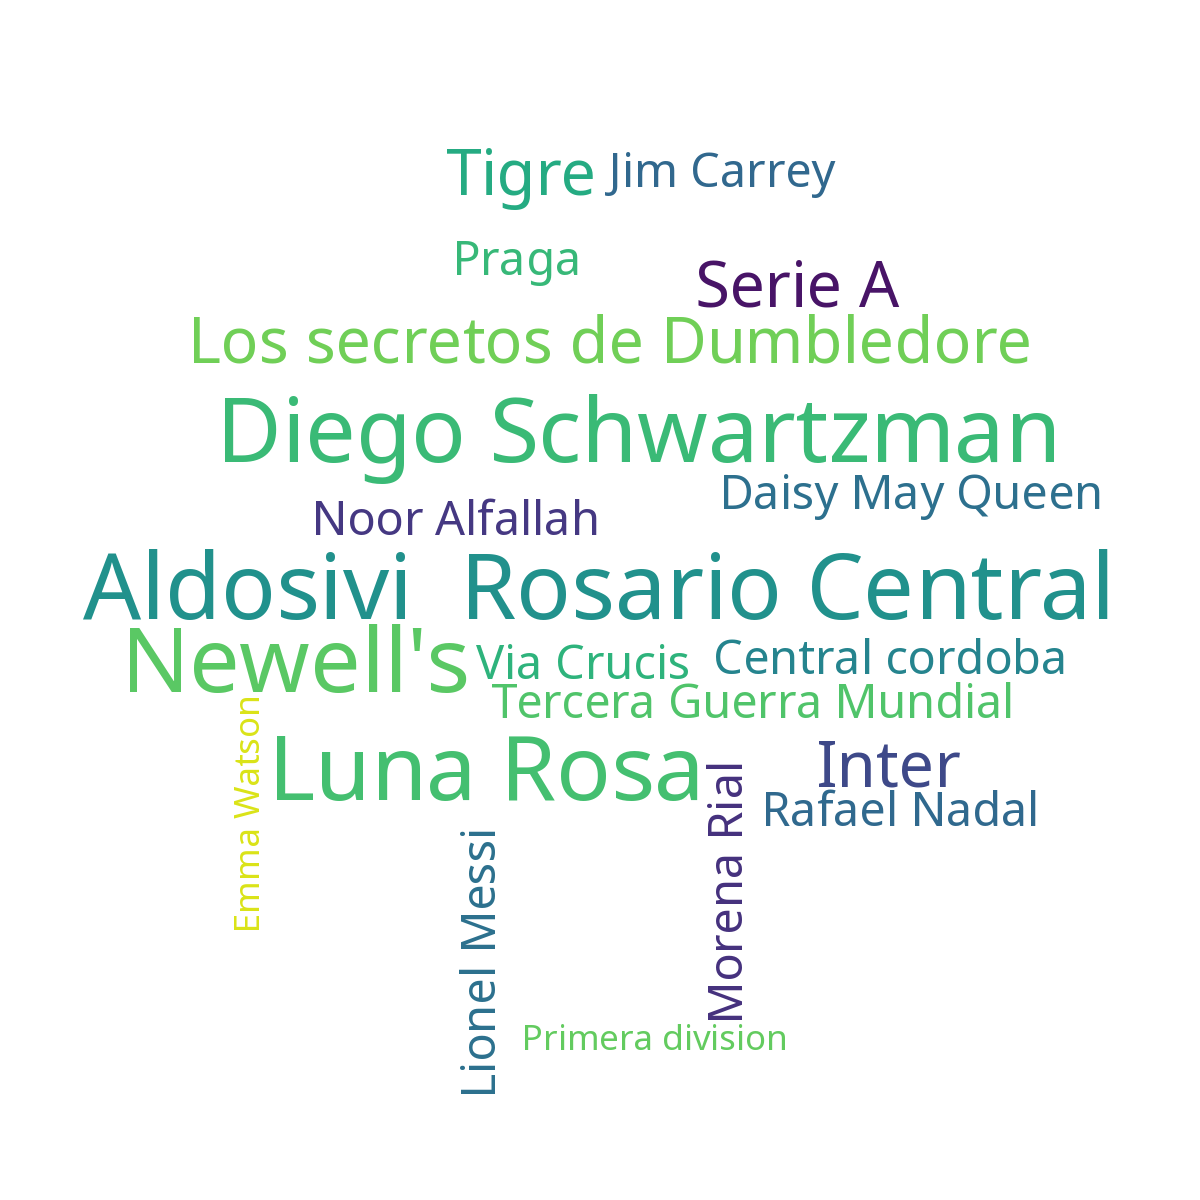 Tigre
Jim Carrey
Praga
Serie A
Los secretos de Dumbledore
Diego Schwartzman
Daisy May Queen
Noor Alfallah
Aldosivi
Rosario Central
Newell's
Via Crucis
Central cordoba
Tercera Guerra Mundial
Emma Watson
Luna Rosa
Inter
Morena Rial
Rafael Nadal
Lionel Messi
Primera division